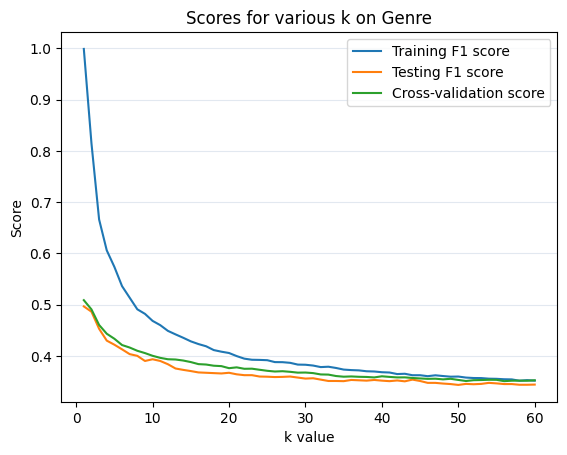 Scores for various k on Genre
Training F1 score
Testing F1 score
Cross-validation score
Score
1.0
0.9
0.8
0.7
0.6
0.5
0.4
0 10 20 30 40 50 60
k value